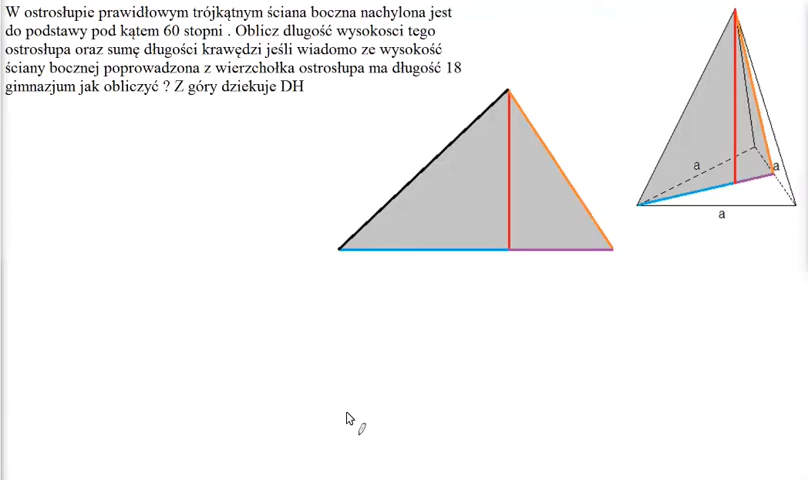 W ostrosłupie prawidłowym trójkątnym ściana boczna nachylona jest
do podstawy pod kątem 60 stopni . Oblicz dlugość wysokosci tego
ostrosłupa oraz sumę długości krawędzi jeśli wiadomo ze wysokość
ściany bocznej poprowadzona z wierzchołka ostrosłupa ma długość 18
gimnazjum jak obliczyć ? Z góry dziekuje DH
a
a
a